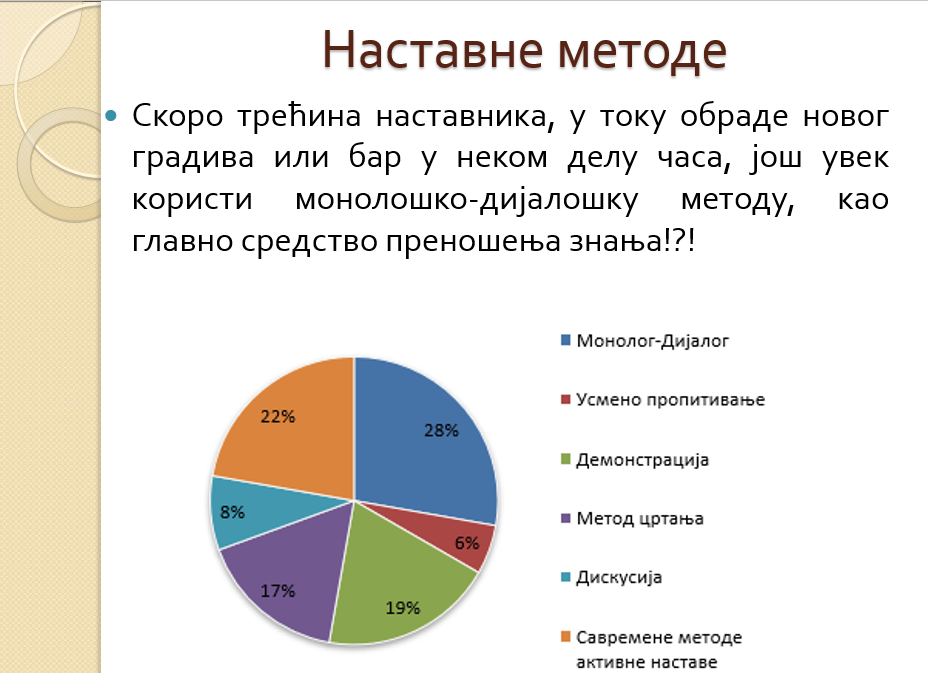 Наставне методе
Скоро трећина наставника, у току обраде новог
градива или бар у неком делу часа, још увек
користи монолошко-дијалошку методу, као
главно средство преношења знања!?!
Монолог-Дијалог
Усмено пропитивање
Демонстрација
Метод цртања
Дискусија
Савремене методе
активне наставе
28%
6%
19%
17%
8%
22%